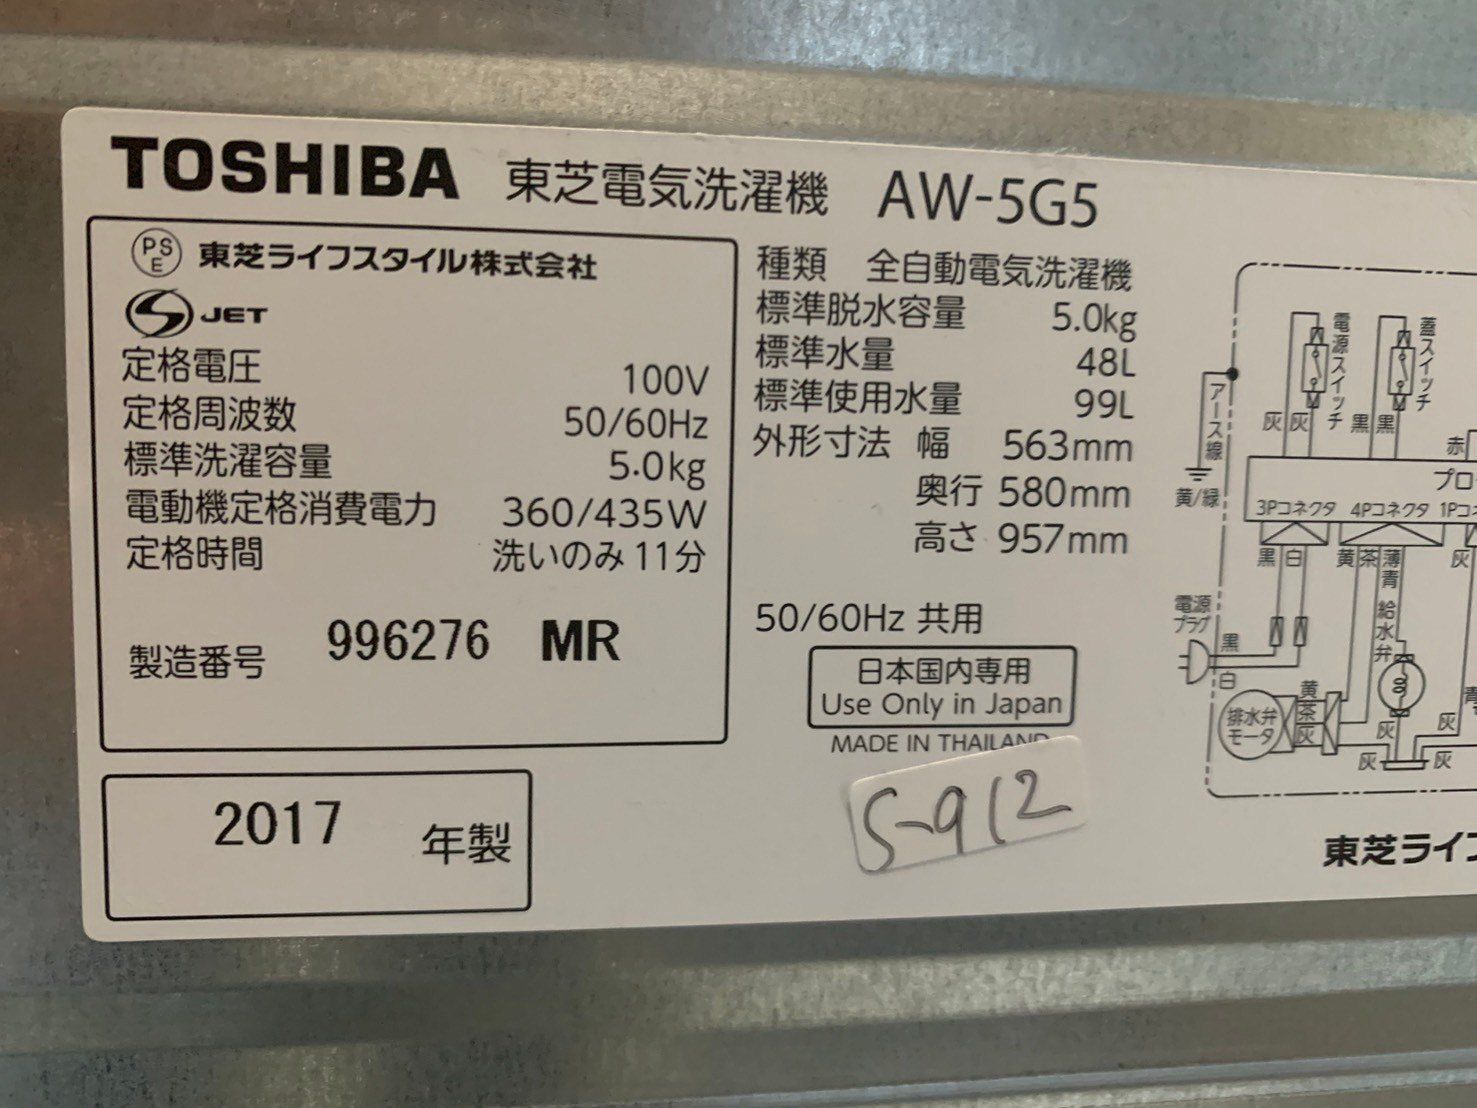 TOSHIBA 東芝電気洗濯機 AW-5G5
PSE 東芝ライフスタイル株式会社
S JET
定格電圧 100V
定格周波数 50/60Hz
標準洗濯容量 5.0kg
電動機定格消費電力 360/435W
定格時間 洗いのみ 11分
製造番号 996276 MR
2017 年製
種類 全自動電気洗濯機
標準脱水容量 5.0kg
標準水量 48L
標準使用水量 99L
外形寸法 幅 563mm
奥行 580mm
高さ 957mm
50/60Hz 共用
日本国内専用
Use Only in Japan
MADE IN THAILAND
S-912
電源スイッチ
蓋スイッチ
アース線
灰 灰 黒 黒
赤
黄/緑
プロ
3Pコネクタ 4Pコネクタ 1Pコ
黒 白 黄 茶 薄青 灰
電源プラグ
給水弁
黒
白
黄
茶
灰
排水弁モータ
灰 灰
灰 灰
東芝ライフ